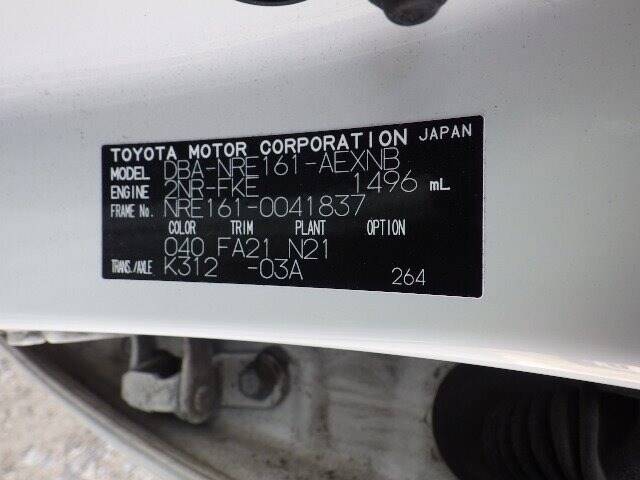 TOYOTA MOTOR CORPORATION JAPAN
MODEL DBA-NRE161-AEXNB
ENGINE 2NR-FKE 1496 mL
FRAME No. NRE161-0041837
COLOR TRIM PLANT OPTION
040 FA21 N21
TRANS./AXLE K312 -03A 264